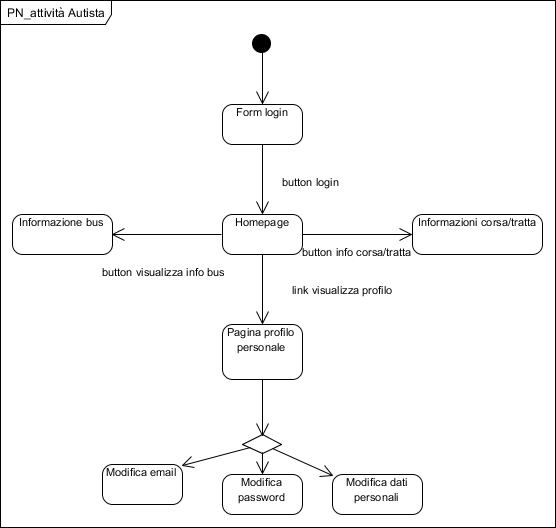 PN_attività Autista
Form login
button login
Informazione bus
Homepage
Informazioni corsa/tratta
button info corsa/tratta
button visualizza info bus
link visualizza profilo
Pagina profilo
personale
Modifica email
Modifica
password
Modifica dati
personali